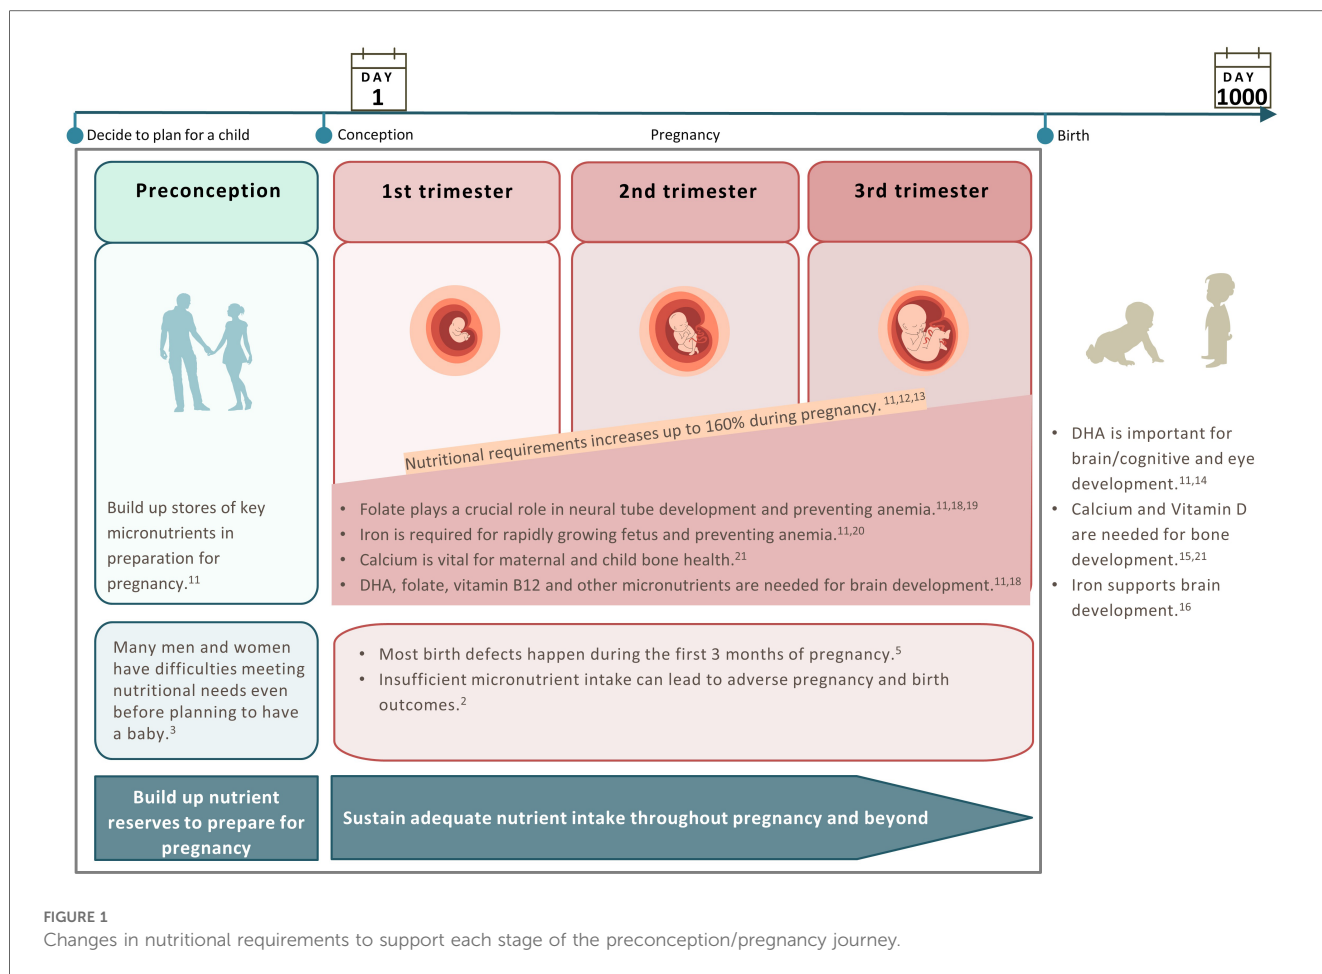 DAY
1
DAY
1000
Decide to plan for a child
Conception
Pregnancy
Birth
Preconception
1st trimester
2nd trimester
3rd trimester
Nutritional requirements increases up to 160% during pregnancy. 11,12,13
Build up stores of key
micronutrients in
preparation for
pregnancy.11
• Folate plays a crucial role in neural tube development and preventing anemia.11,18,19
• Iron is required for rapidly growing fetus and preventing anemia.11,20
• Calcium is vital for maternal and child bone health.21
• DHA, folate, vitamin B12 and other micronutrients are needed for brain development.11,18
• DHA is important for
brain/cognitive and eye
development.11,14
• Calcium and Vitamin D
are needed for bone
development.15,21
• Iron supports brain
development.16
Many men and women
have difficulties meeting
nutritional needs even
before planning to have
a baby.3
• Most birth defects happen during the first 3 months of pregnancy.5
• Insufficient micronutrient intake can lead to adverse pregnancy and birth
outcomes.2
Build up nutrient
reserves to prepare for
pregnancy
Sustain adequate nutrient intake throughout pregnancy and beyond
FIGURE 1
Changes in nutritional requirements to support each stage of the preconception/pregnancy journey.